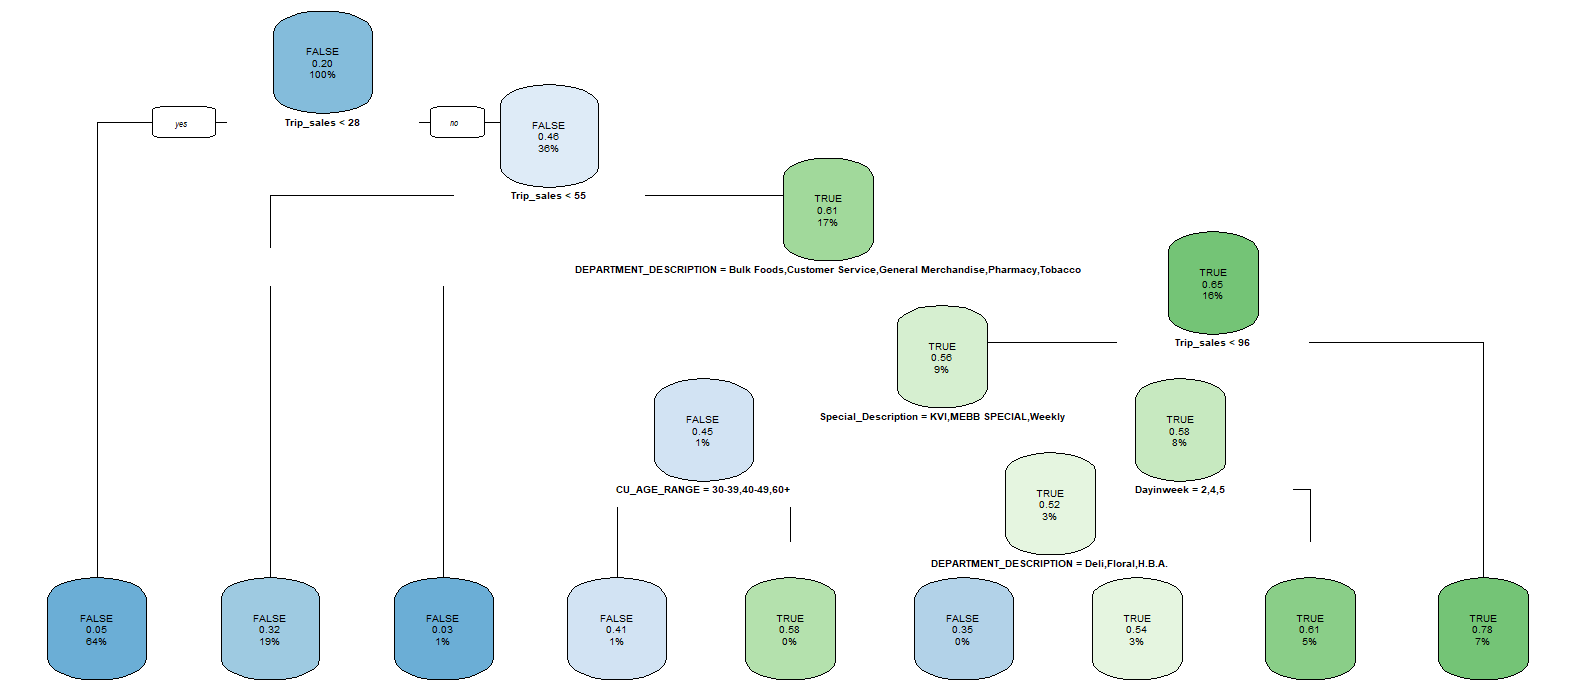 FALSE
0.20
100%
Trip_sales < 28
yes
no
FALSE
0.46
36%
Trip_sales < 55
TRUE
0.61
17%
DEPARTMENT_DESCRIPTION = Bulk Foods,Customer Service,General Merchandise,Pharmacy,Tobacco
TRUE
0.65
16%
Trip_sales < 96
TRUE
0.56
9%
Special_Description = KVI,MEBB SPECIAL,Weekly
FALSE
0.45
1%
CU_AGE_RANGE = 30-39,40-49,60+
TRUE
0.58
8%
Dayinweek = 2,4,5
TRUE
0.52
3%
DEPARTMENT_DESCRIPTION = Deli,Floral,H.B.A.
FALSE
0.05
64%
FALSE
0.32
19%
FALSE
0.03
1%
FALSE
0.41
1%
TRUE
0.58
0%
FALSE
0.35
0%
TRUE
0.54
3%
TRUE
0.61
5%
TRUE
0.78
7%